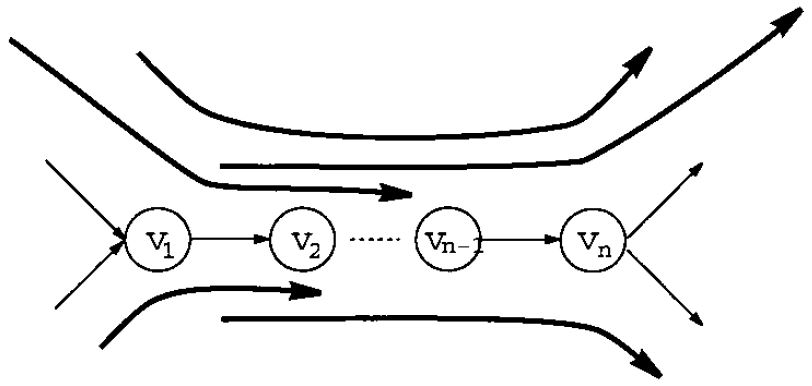 V1 V2 ...... Vn-1 Vn